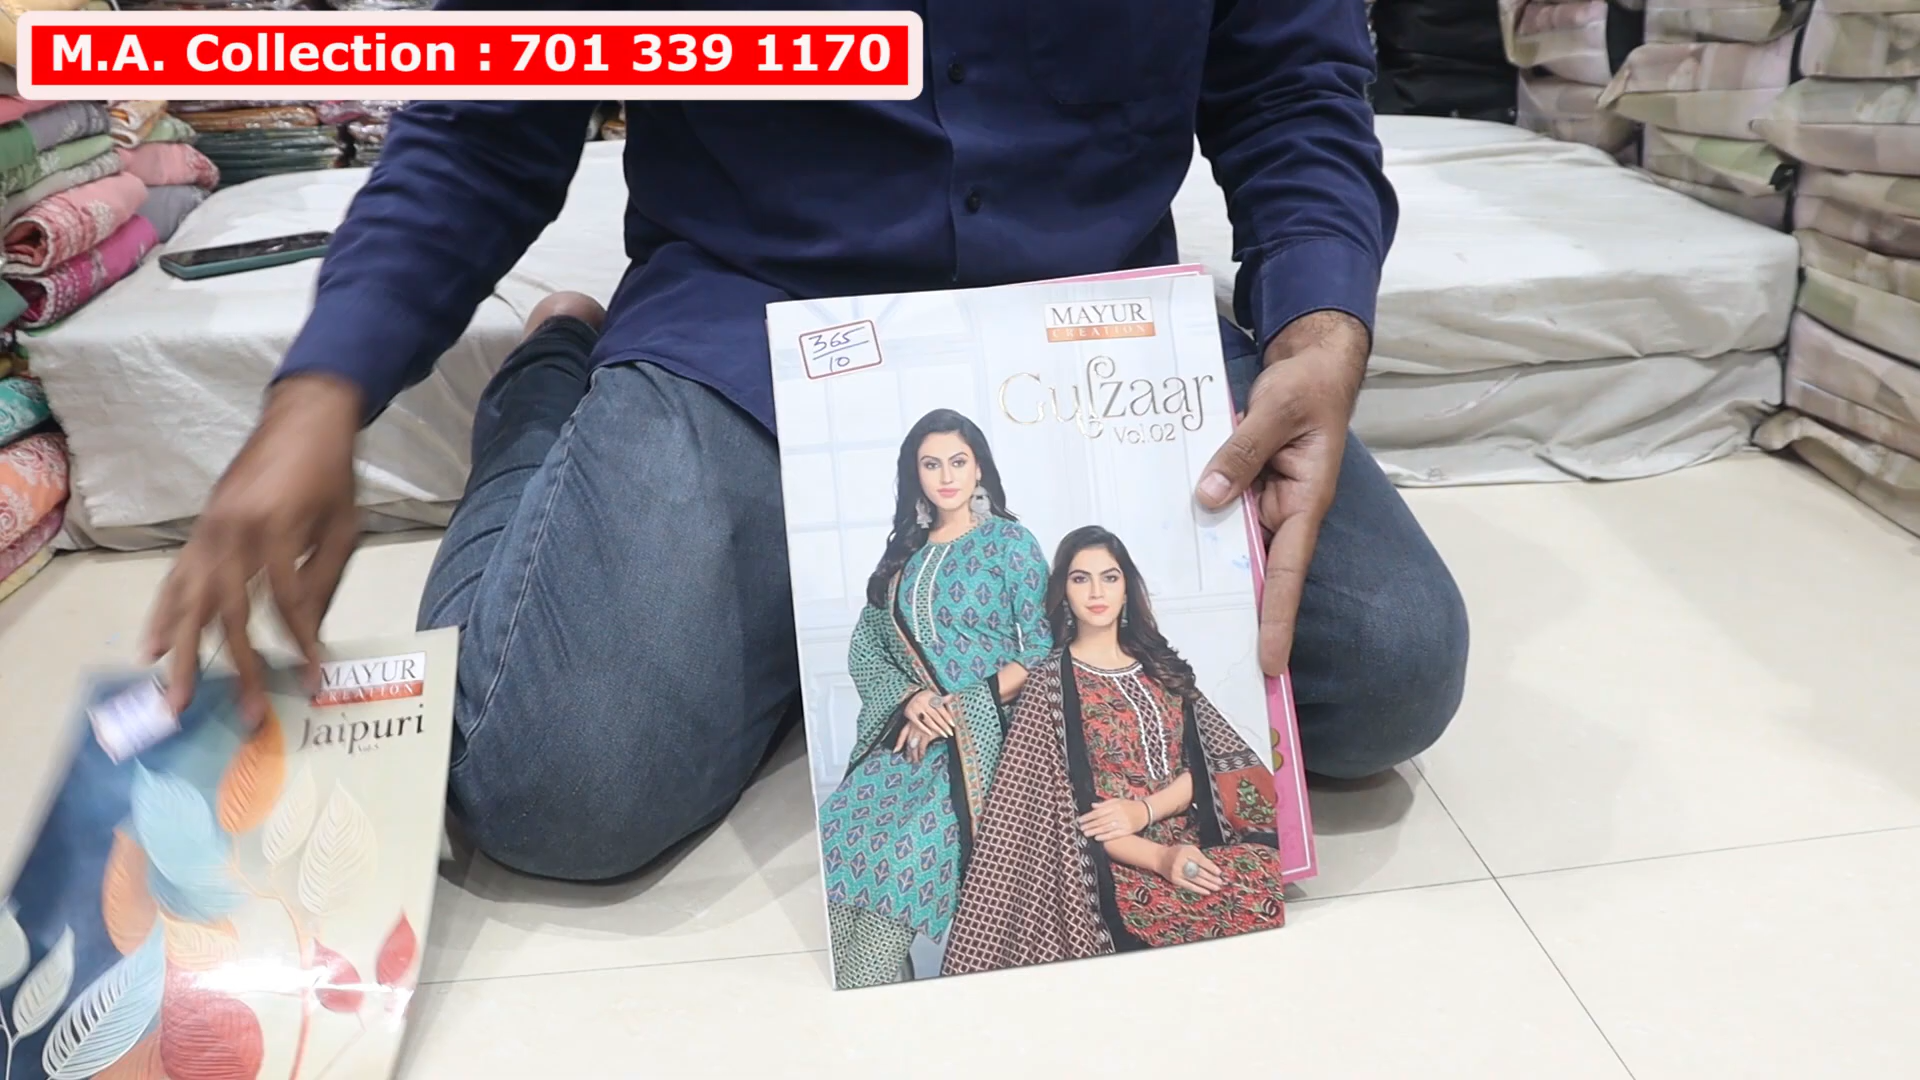 M.A. Collection : 701 339 1170
365
10
MAYUR
CREATION
Gulzaar
Vol.02
MAYUR
CREATION
Jaipuri